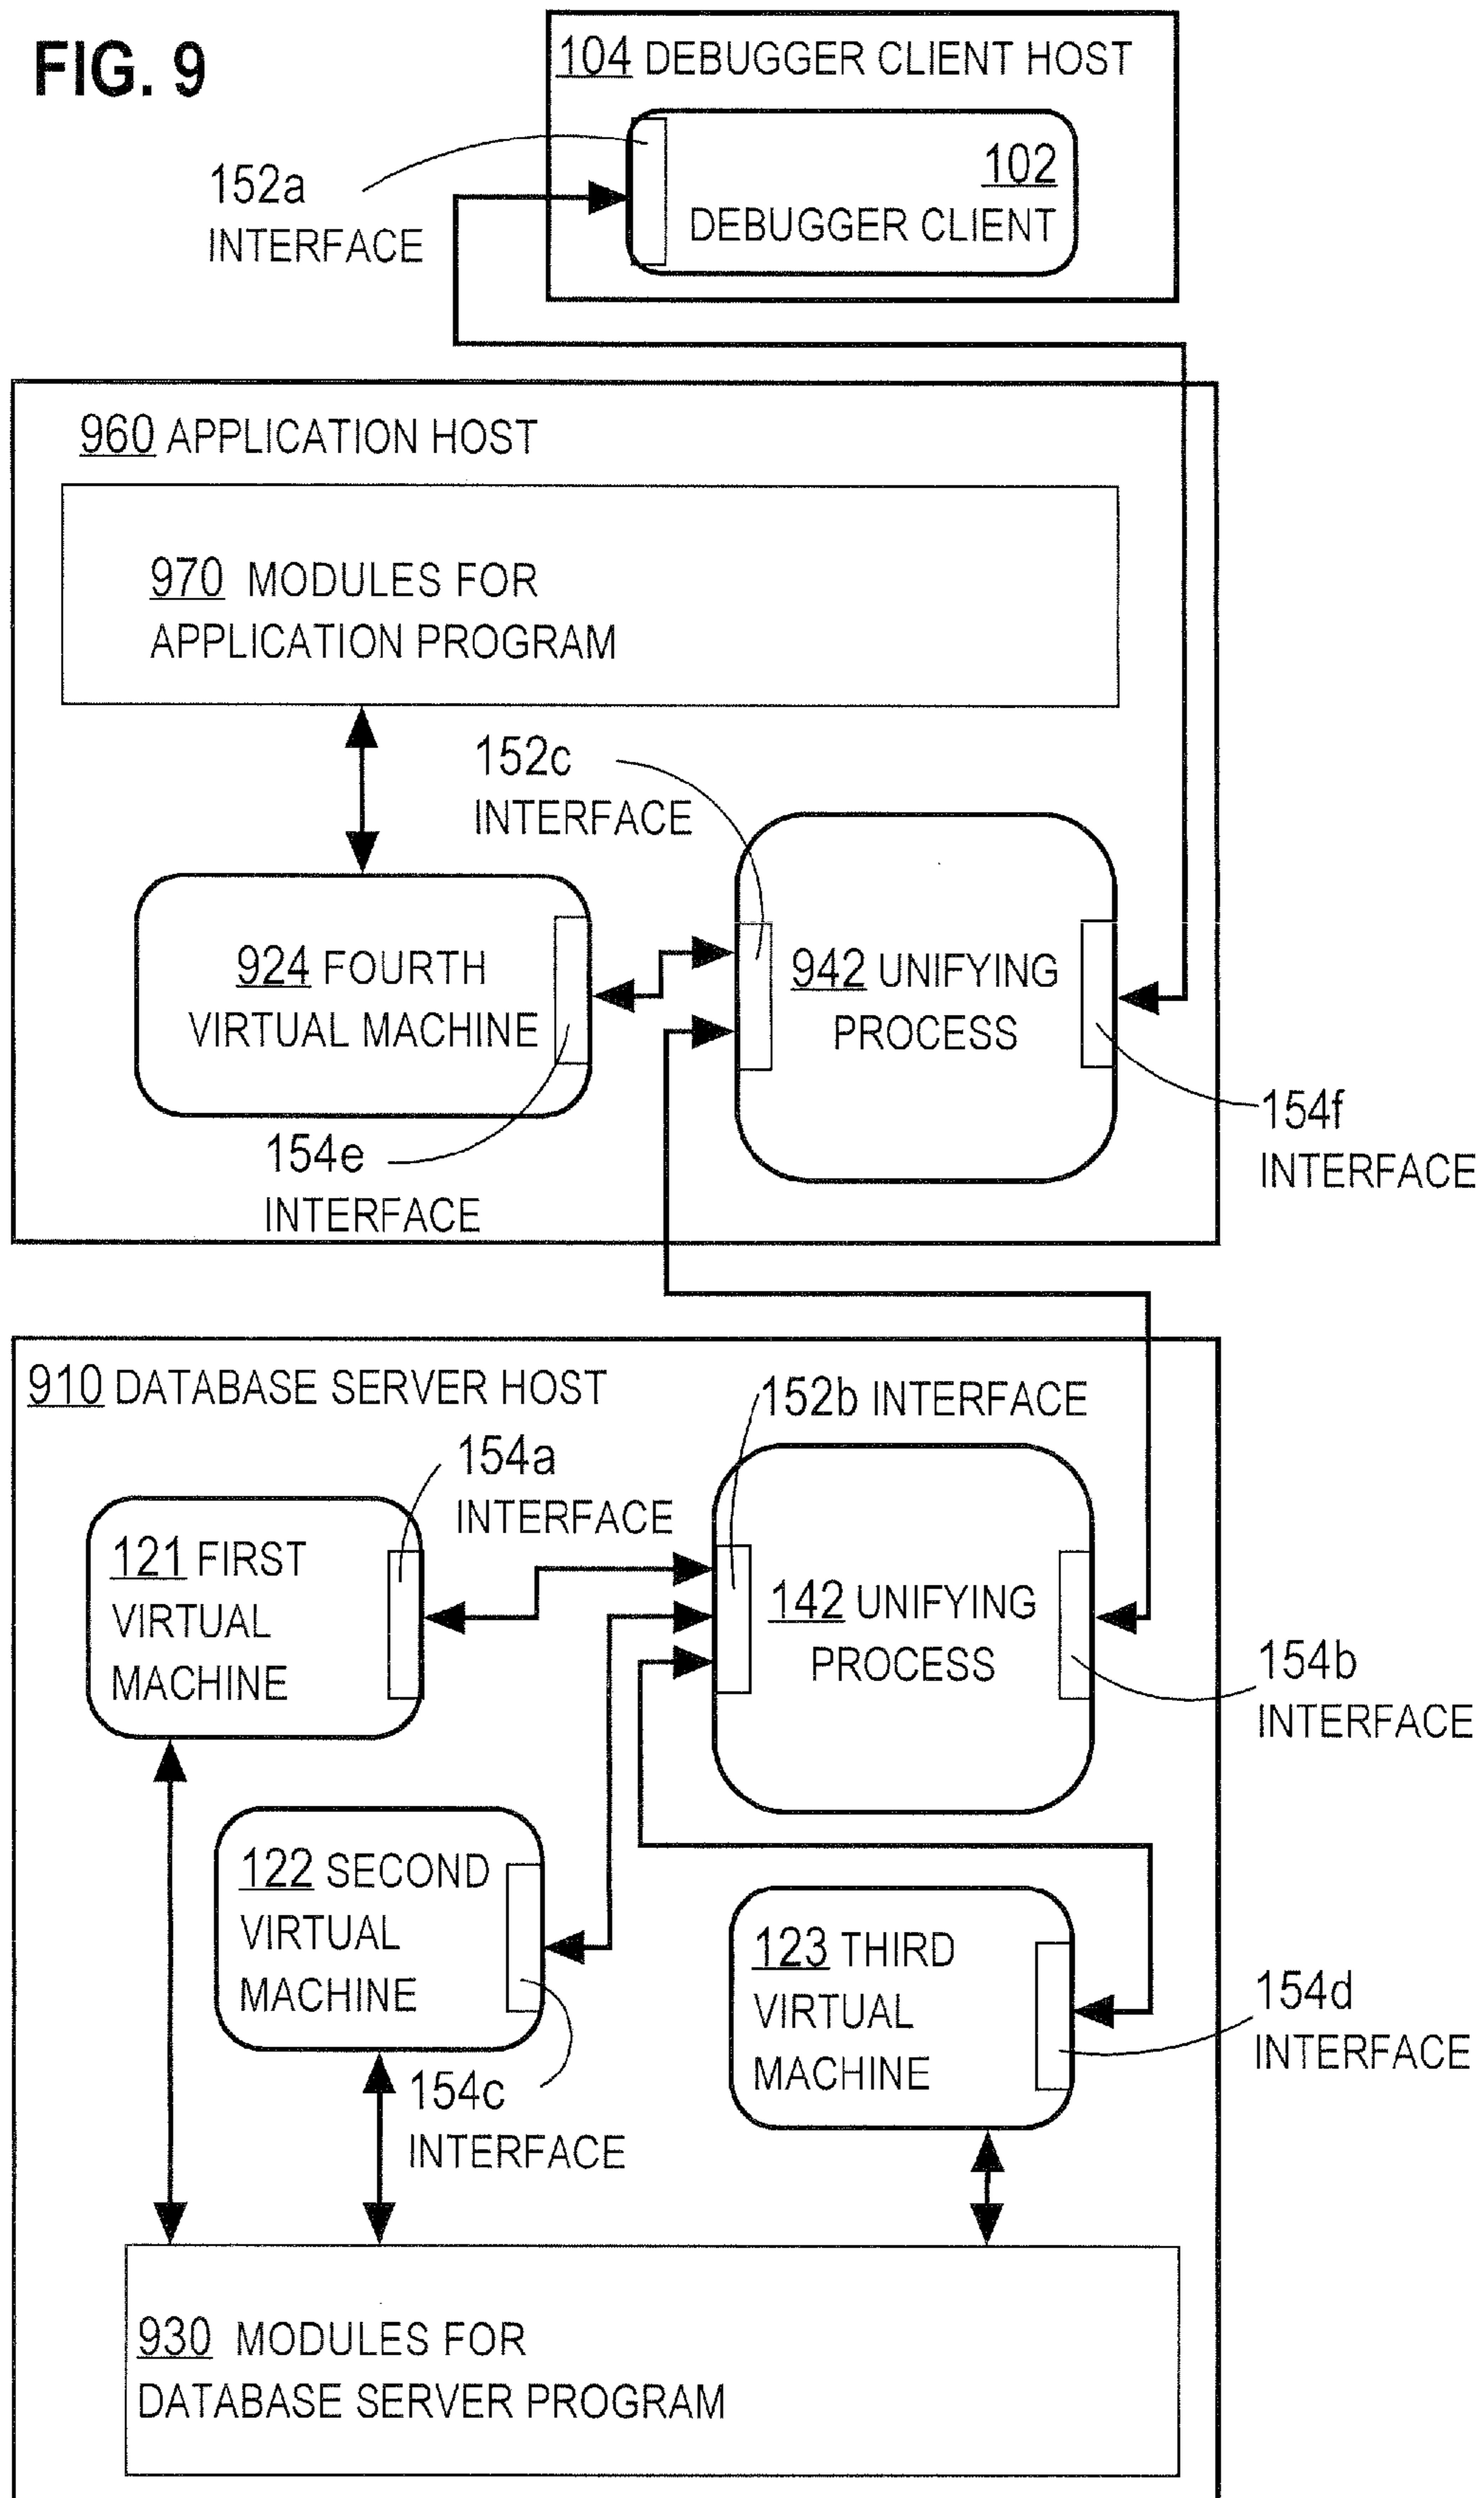 FIG. 9
104 DEBUGGER CLIENT HOST
102
DEBUGGER CLIENT
152a
INTERFACE
960 APPLICATION HOST
970 MODULES FOR
APPLICATION PROGRAM
152c
INTERFACE
924 FOURTH
VIRTUAL MACHINE
942 UNIFYING
PROCESS
154e
INTERFACE
154f
INTERFACE
910 DATABASE SERVER HOST
152b INTERFACE
154a
INTERFACE
121 FIRST
VIRTUAL
MACHINE
142 UNIFYING
PROCESS
154b
INTERFACE
122 SECOND
VIRTUAL
MACHINE
123 THIRD
VIRTUAL
MACHINE
154d
INTERFACE
154c
INTERFACE
930 MODULES FOR
DATABASE SERVER PROGRAM